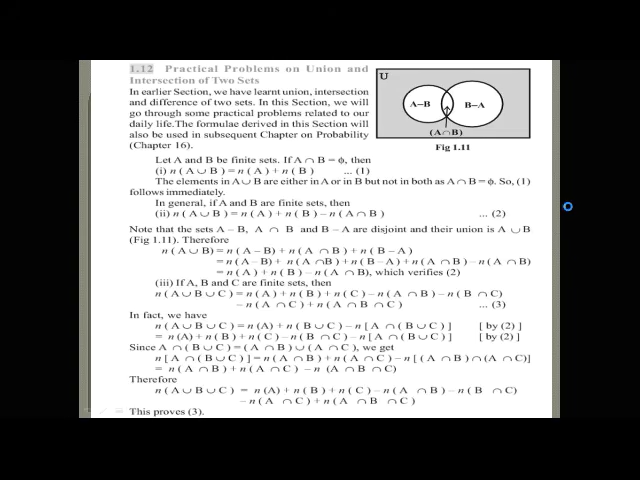 1.12 Practical Problems on Union and
Intersection of Two Sets
In earlier Section, we have learnt union, intersection
and difference of two sets. In this Section, we will
go through some practical problems related to our
daily life.The formulae derived in this Section will
also be used in subsequent Chapter on Probability
(Chapter 16).
U
A–B
B–A
(A∩B)
Fig 1.11
Let A and B be finite sets. If A ∩ B = ϕ, then
(i) n ( A ∪ B ) = n ( A ) + n ( B ) ... (1)
The elements in A ∪ B are either in A or in B but not in both as A ∩ B = ϕ. So, (1)
follows immediately.
In general, if A and B are finite sets, then
(ii) n ( A ∪ B ) = n ( A ) + n ( B ) – n ( A ∩ B ) ... (2)
Note that the sets A – B, A ∩ B and B – A are disjoint and their union is A ∪ B
(Fig 1.11). Therefore
n ( A ∪ B) = n ( A – B) + n ( A ∩ B ) + n ( B – A )
= n ( A – B) + n ( A ∩ B ) + n ( B – A ) + n ( A ∩ B ) – n ( A ∩ B)
= n ( A ) + n ( B ) – n ( A ∩ B ), which verifies (2)
(iii) If A, B and C are finite sets, then
n ( A ∪ B ∪ C ) = n ( A ) + n ( B ) + n ( C ) – n ( A ∩ B ) – n ( B ∩ C)
– n ( A ∩ C ) + n ( A ∩ B ∩ C ) ... (3)
In fact, we have
n ( A ∪ B ∪ C ) = n (A) + n ( B ∪ C ) – n [ A ∩ ( B ∪ C ) ] [ by (2) ]
= n (A) + n ( B ) + n ( C ) – n ( B ∩ C ) – n [ A ∩ ( B ∪ C ) ] [ by (2) ]
Since A ∩ ( B ∪ C ) = ( A ∩ B ) ∪ ( A ∩ C ), we get
n [ A ∩ ( B ∪ C ) ] = n ( A ∩ B ) + n ( A ∩ C ) – n [ ( A ∩ B ) ∩ (A ∩ C)]
= n ( A ∩ B ) + n ( A ∩ C ) – n (A ∩ B ∩ C)
Therefore
n ( A ∪ B ∪ C ) = n (A) + n ( B ) + n ( C ) – n ( A ∩ B ) – n ( B ∩ C)
– n ( A ∩ C ) + n ( A ∩ B ∩ C )
This proves (3).